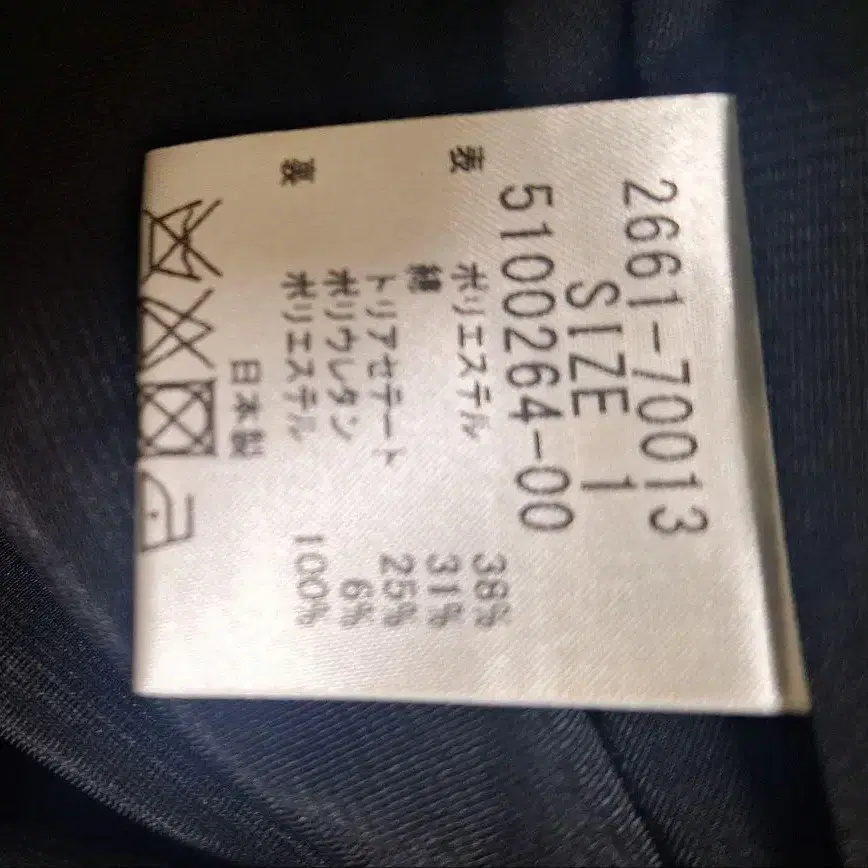 2661-70013
SIZE 1
5100264-00
表 ポリエステル 38%
綿 31%
トリアセテート 25%
ポリウレタン 6%
裏 ポリエステル 100%
日本製